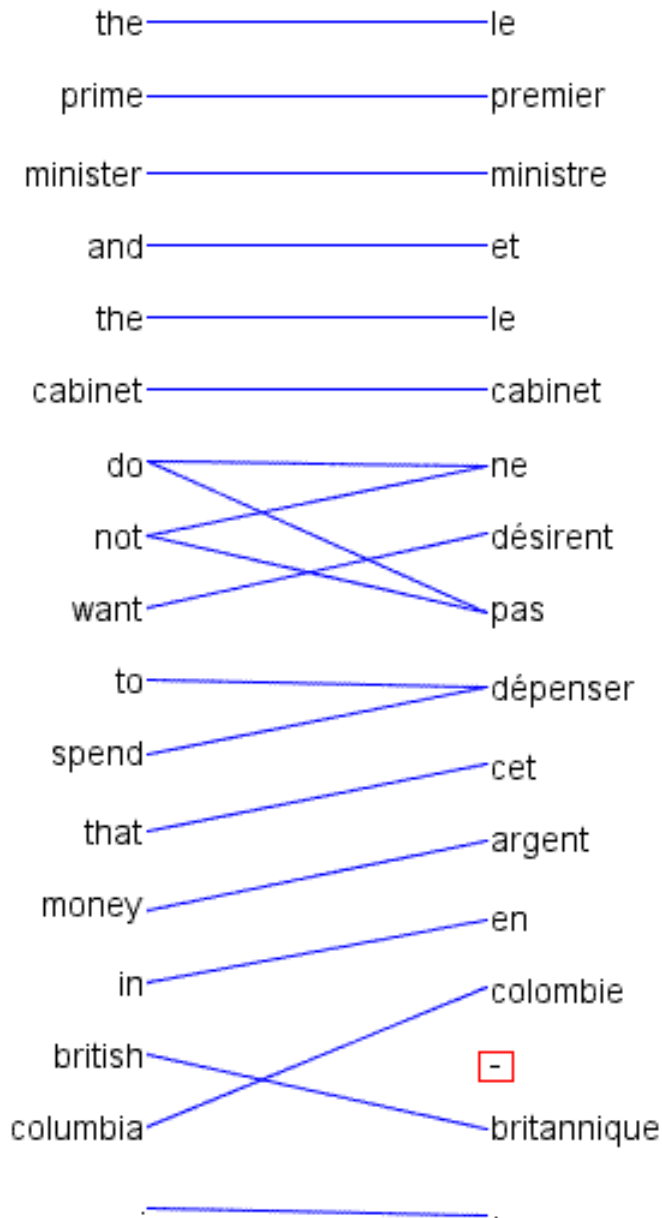 the le
prime premier
minister ministre
and et
the le
cabinet cabinet
do ne
not désirent
want pas
to dépenser
spend cet
that argent
money en
in colombie
british -
columbia britannique
. .